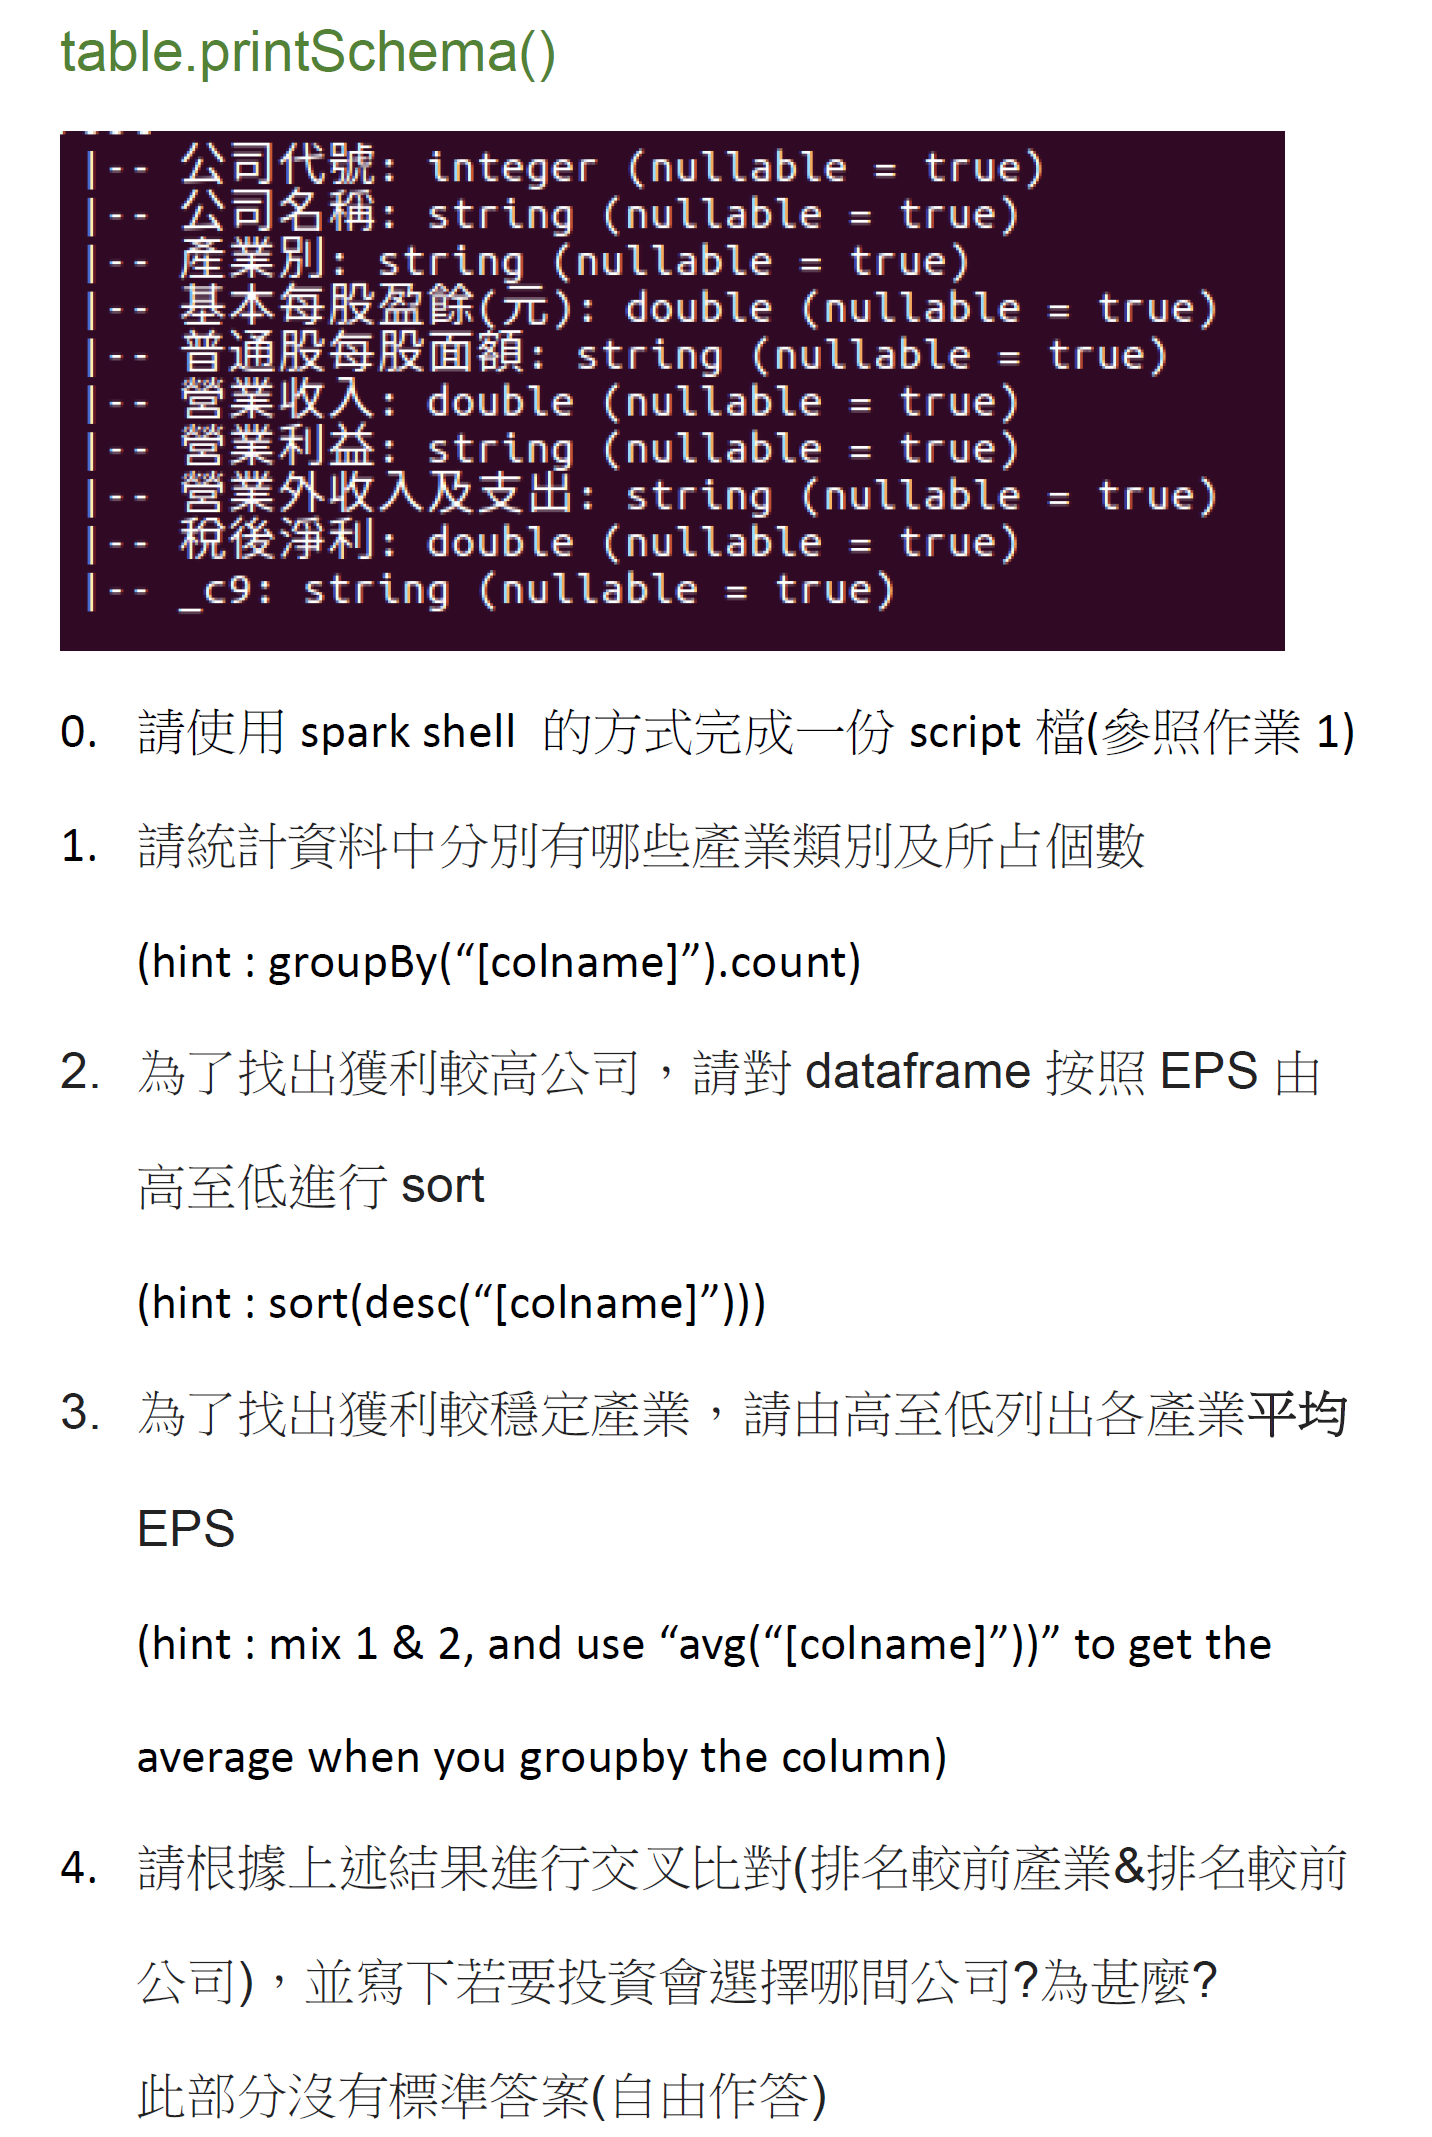 table.printSchema()
|-- 公司代號: integer (nullable = true)
|-- 公司名稱: string (nullable = true)
|-- 產業別: string (nullable = true)
|-- 基本每股盈餘(元): double (nullable = true)
|-- 普通股每股面額: string (nullable = true)
|-- 營業收入: double (nullable = true)
|-- 營業利益: string (nullable = true)
|-- 營業外收入及支出: string (nullable = true)
|-- 稅後淨利: double (nullable = true)
|-- _c9: string (nullable = true)
0. 請使用 spark shell 的方式完成一份 script 檔(參照作業 1)
1. 請統計資料中分別有哪些產業類別及所占個數
(hint : groupBy(“[colname]”).count)
2. 為了找出獲利較高公司，請對 dataframe 按照 EPS 由
高至低進行 sort
(hint : sort(desc(“[colname]”)))
3. 為了找出獲利較穩定產業，請由高至低列出各產業平均
EPS
(hint : mix 1 & 2, and use “avg(“[colname]”))” to get the
average when you groupby the column)
4. 請根據上述結果進行交叉比對(排名較前產業&排名較前
公司)，並寫下若要投資會選擇哪間公司?為甚麼?
此部分沒有標準答案(自由作答)